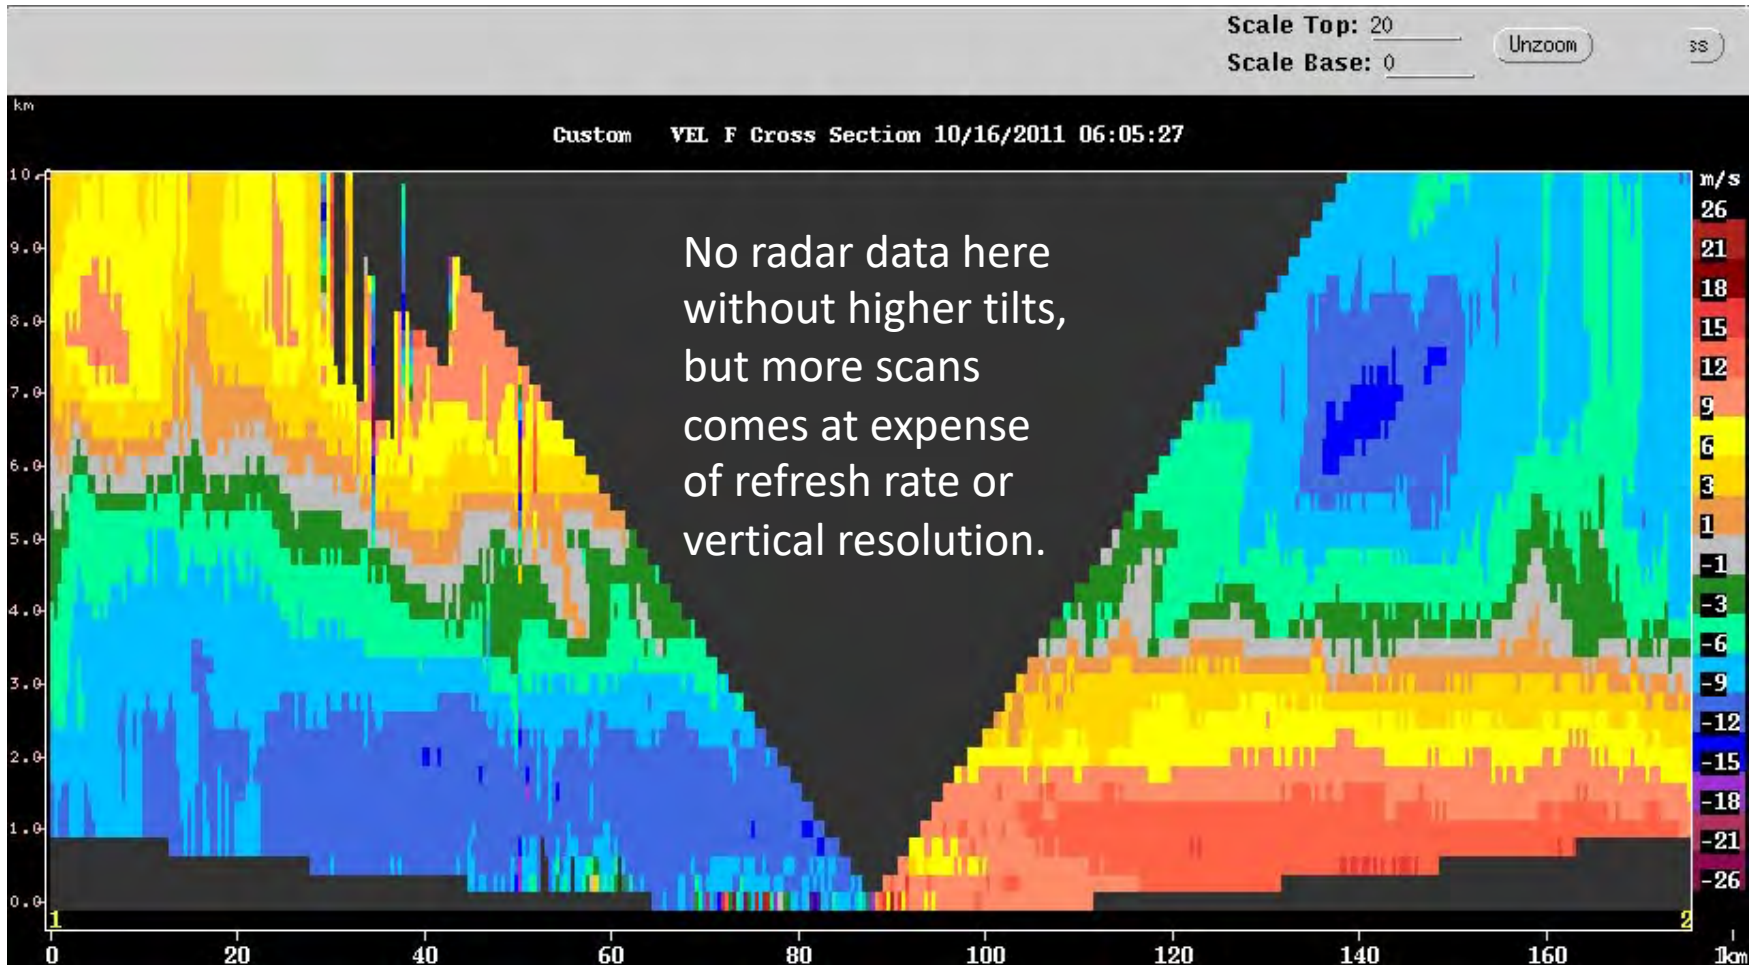 Scale Top: 20
Unzoom
ss
Scale Base: 0
km
Custom VEL F Cross Section 10/16/2011 06:05:27
10.
9.0
8.0
7.0
6.0
5.0
4.0
3.0
2.0
1.0
0.0
No radar data here
without higher tilts,
but more scans
comes at expense
of refresh rate or
vertical resolution.
m/s
26
21
18
15
12
9
6
3
1
-1
-3
-6
-9
-12
-15
-18
-21
-26
1
2
0 20 40 60 80 100 120 140 160